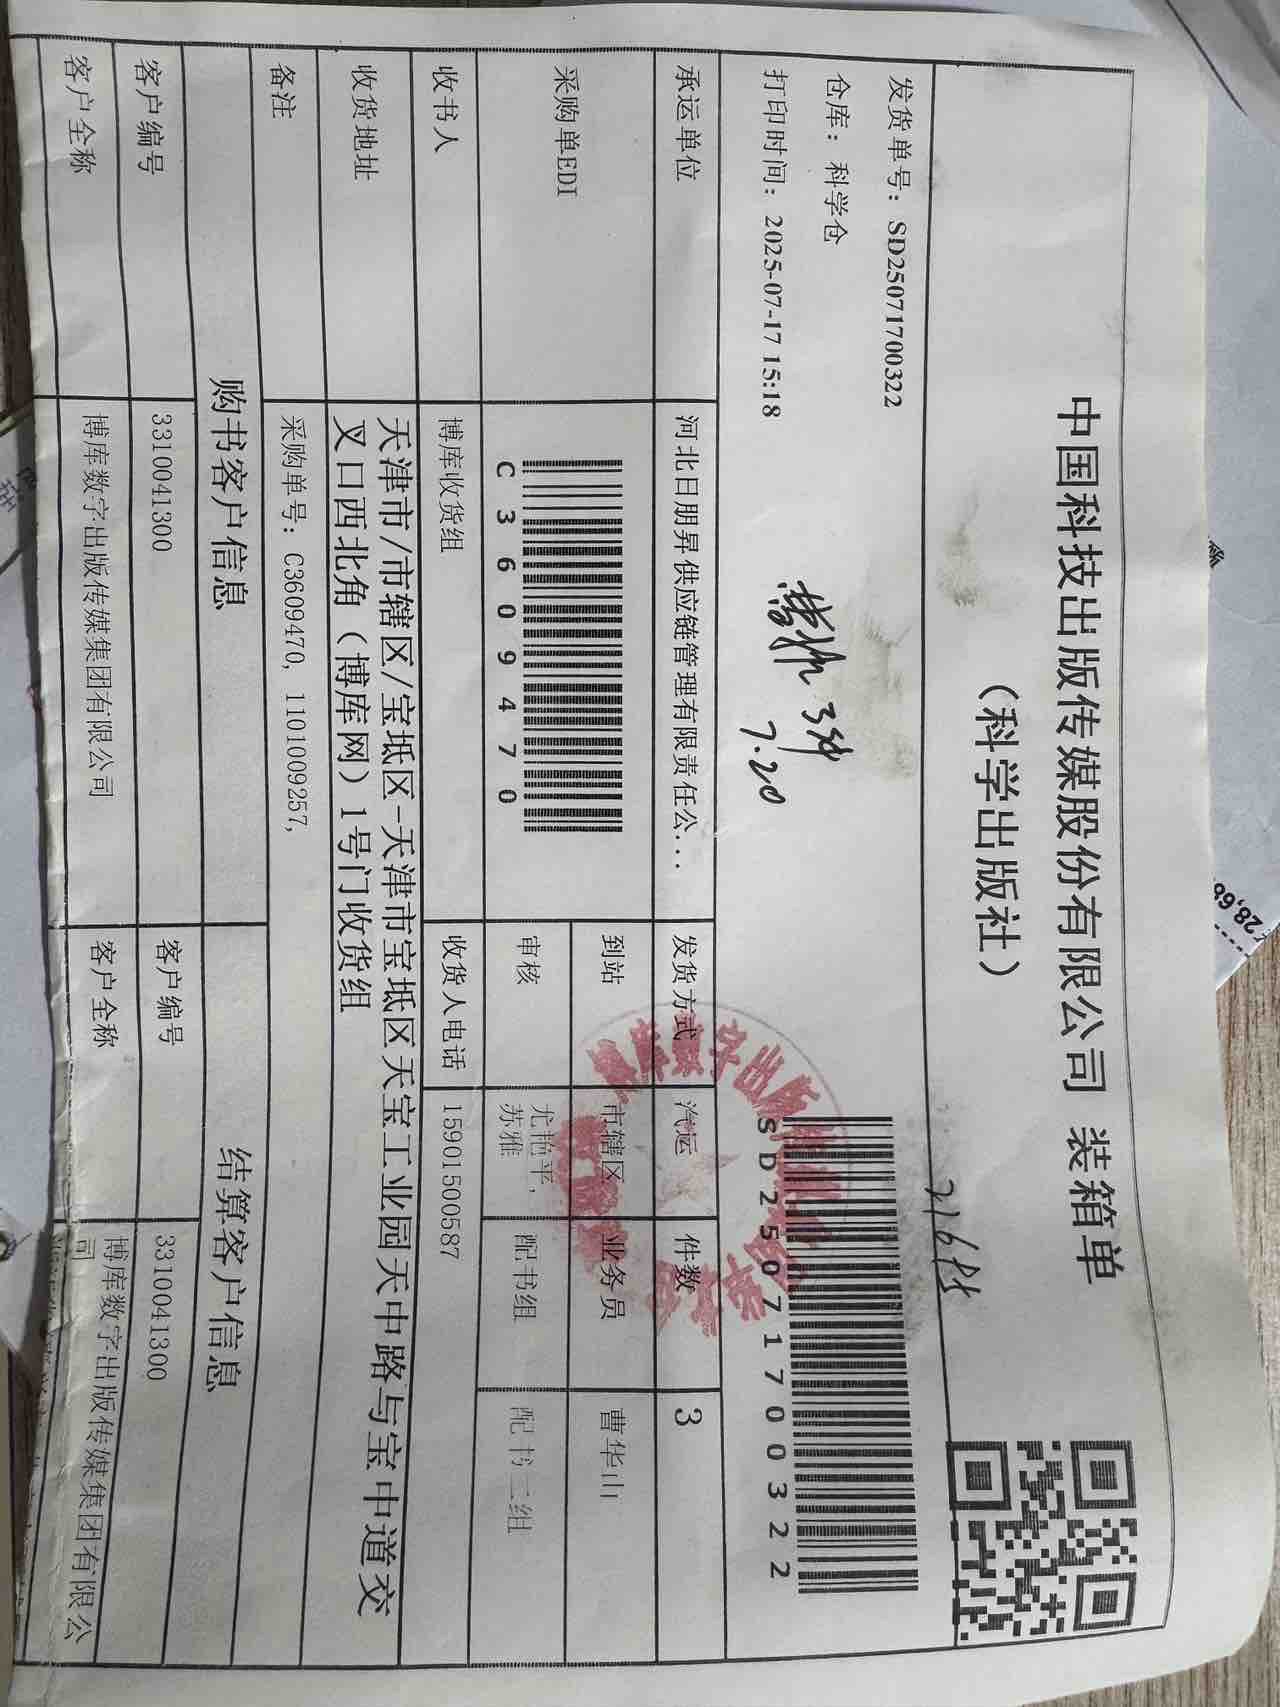 中国科技出版传媒股份有限公司 装箱单
（科学出版社）
发货单号：SD25071700322
仓库：科学仓
打印时间：2025-07-17 15:18
SD25071700322
3件
7.20
承运单位 河北日朋昇供应链管理有限责任公... 发货方式 汽运 件数 3
采购单EDI C3609470 到站 市辖区 业务员 曹华山
审核 尤艳平, 苏雅 配书组 配书二组
收书人 博库收货组 收货人电话 15901500587
收货地址 天津市/市辖区/宝坻区-天津市宝坻区天宝工业园天中路与宝中道交
叉口西北角（博库网）1号门收货组
备注 采购单号：C3609470, 1101009257,
购书客户信息 结算客户信息
客户编号 3310041300 客户编号 3310041300
客户全称 博库数字出版传媒集团有限公司 客户全称 博库数字出版传媒集团有限公
司